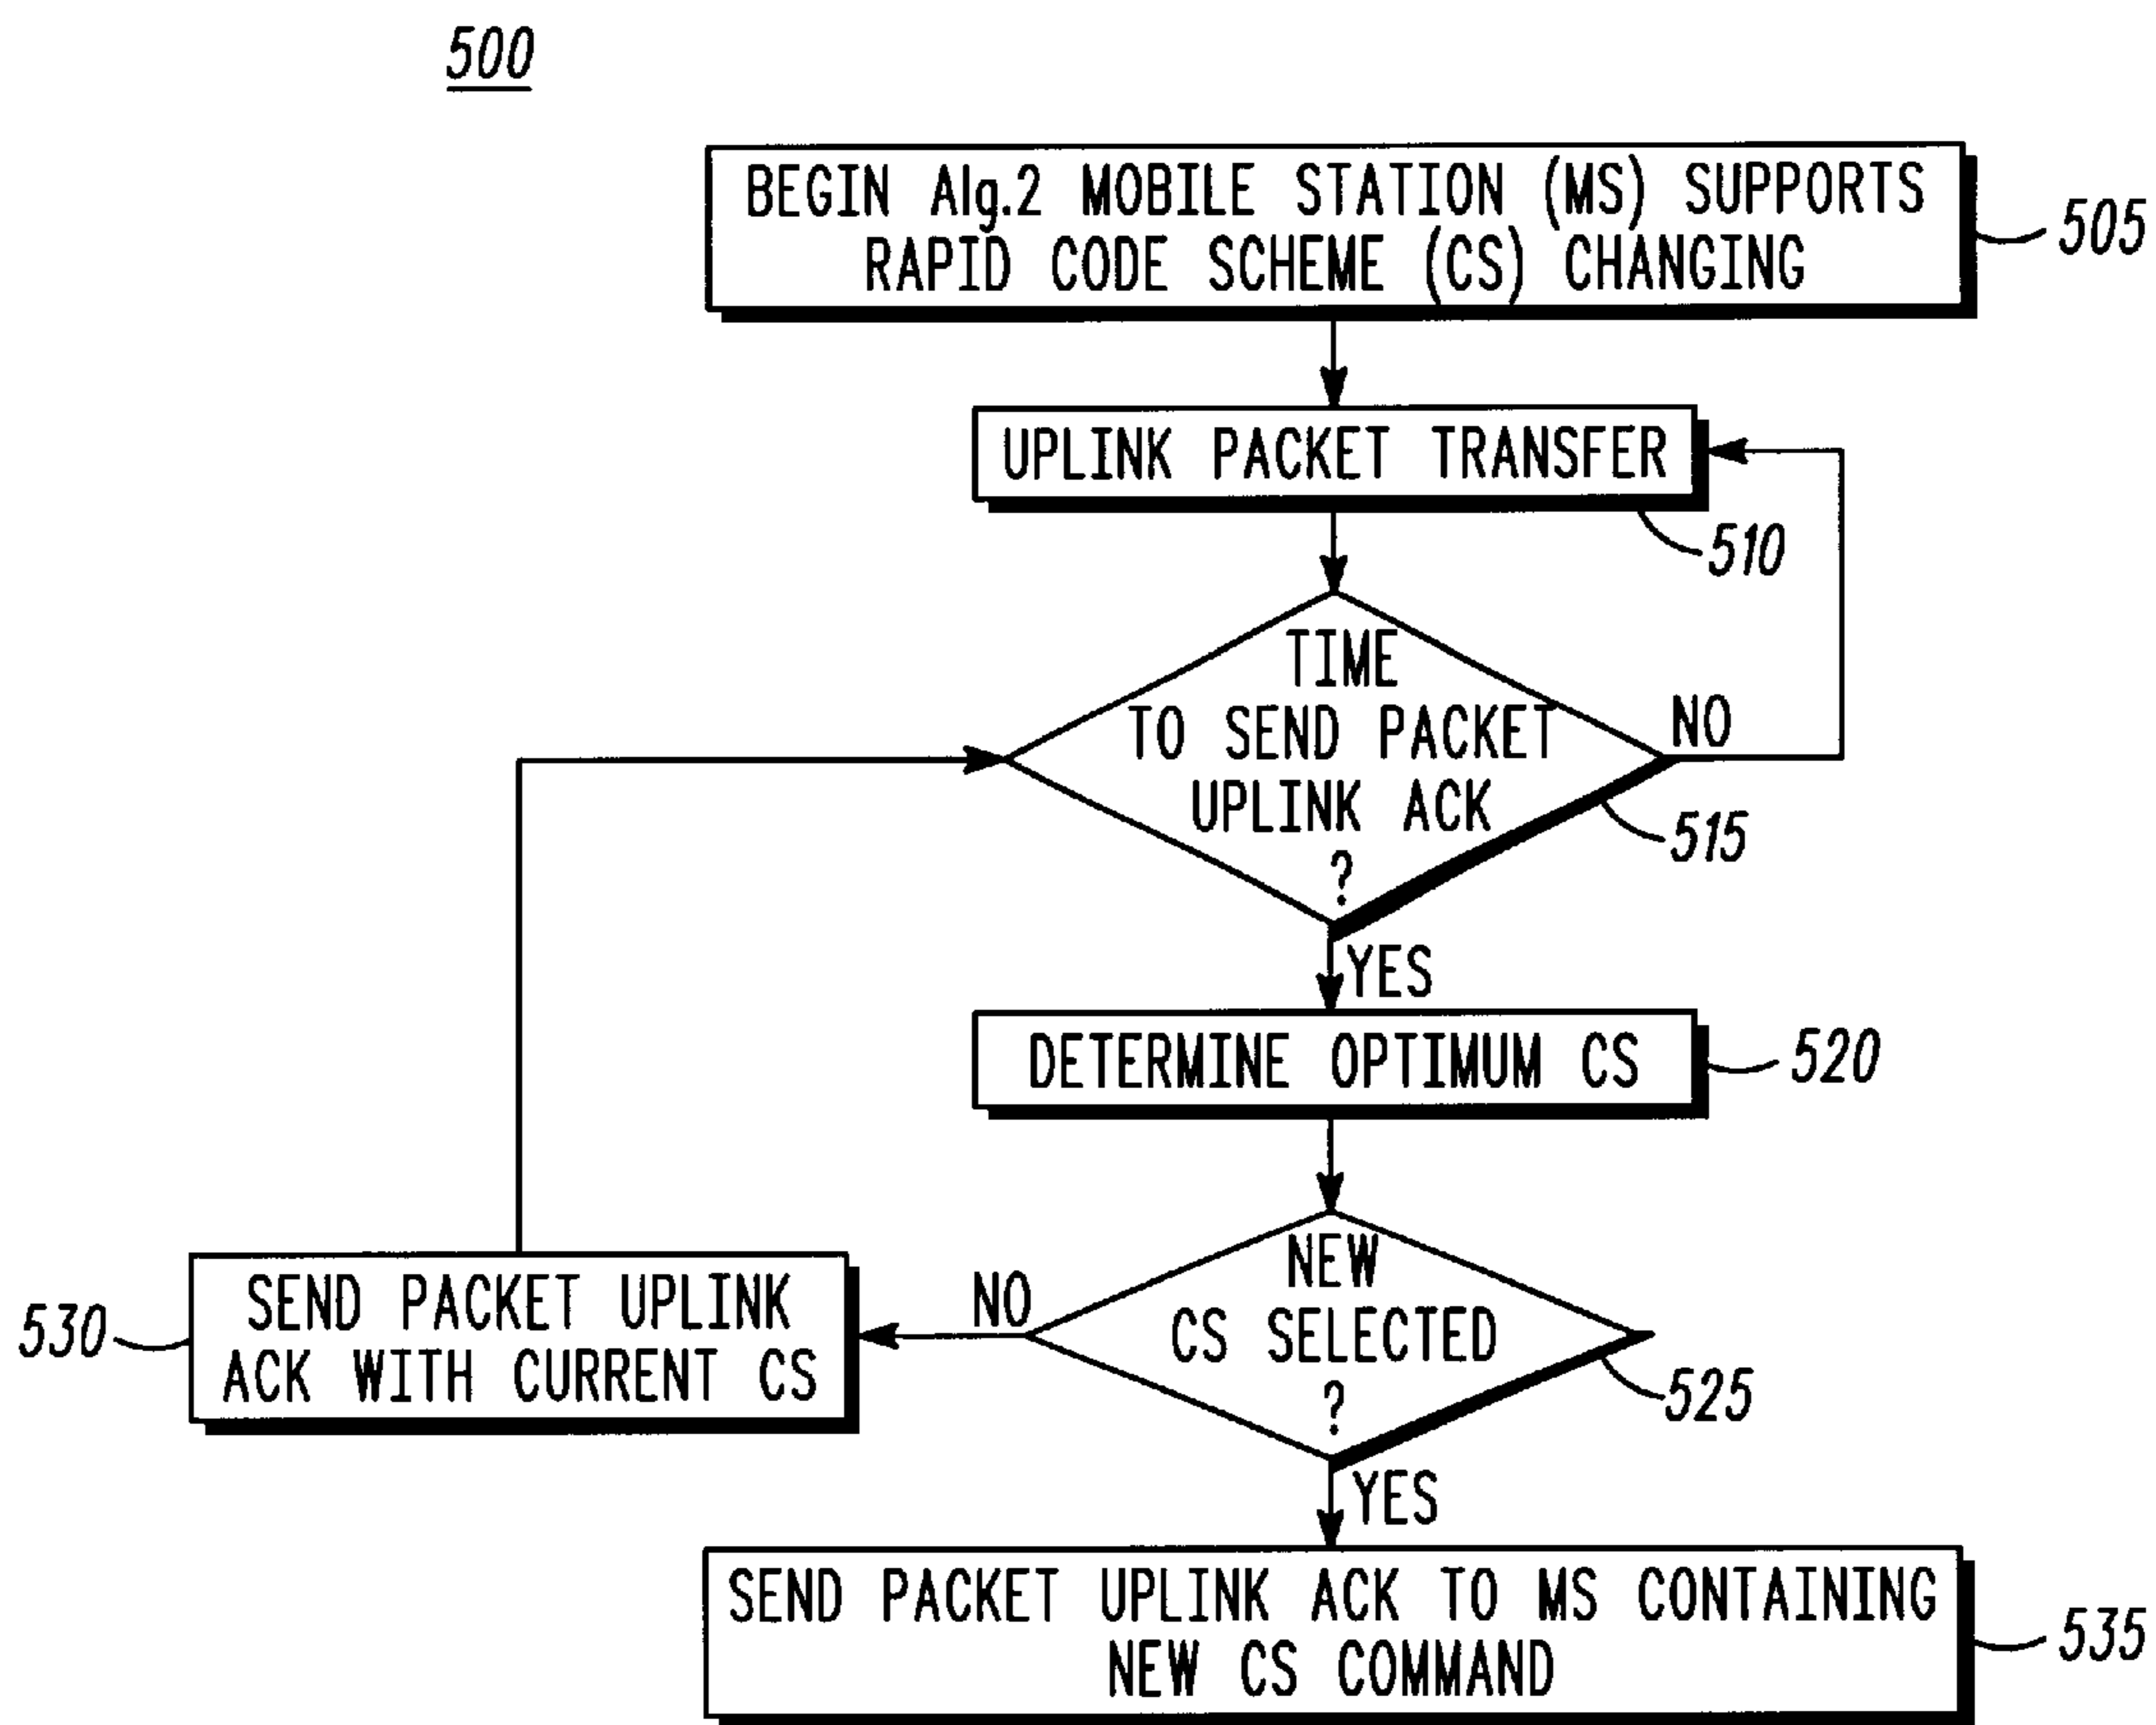 500
BEGIN Alg.2 MOBILE STATION (MS) SUPPORTS
RAPID CODE SCHEME (CS) CHANGING
505
UPLINK PACKET TRANSFER
510
TIME
TO SEND PACKET
UPLINK ACK
?
NO
515
YES
DETERMINE OPTIMUM CS
520
NEW
CS SELECTED
?
NO
525
SEND PACKET UPLINK
ACK WITH CURRENT CS
530
YES
SEND PACKET UPLINK ACK TO MS CONTAINING
NEW CS COMMAND
535